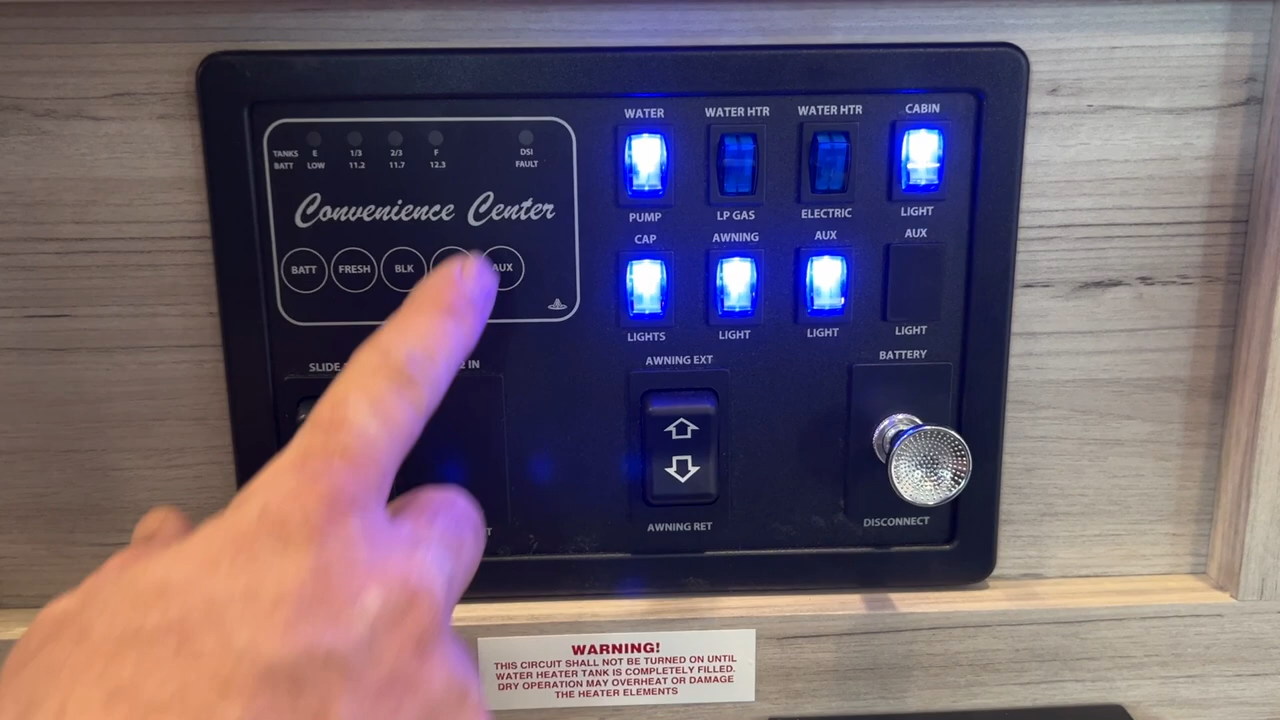 WATER WATER HTR WATER HTR CABIN
TANKS E 1/3 2/3 F DSI
BATT LOW 11.2 11.7 12.3 FAULT
Convenience Center
PUMP LP GAS ELECTRIC LIGHT
CAP AWNING AUX AUX
BATT FRESH BLK AUX
LIGHTS LIGHT LIGHT LIGHT
SLIDE 2 IN AWNING EXT BATTERY
AWNING RET DISCONNECT
WARNING!
THIS CIRCUIT SHALL NOT BE TURNED ON UNTIL
WATER HEATER TANK IS COMPLETELY FILLED.
DRY OPERATION MAY OVERHEAT OR DAMAGE
THE HEATER ELEMENTS